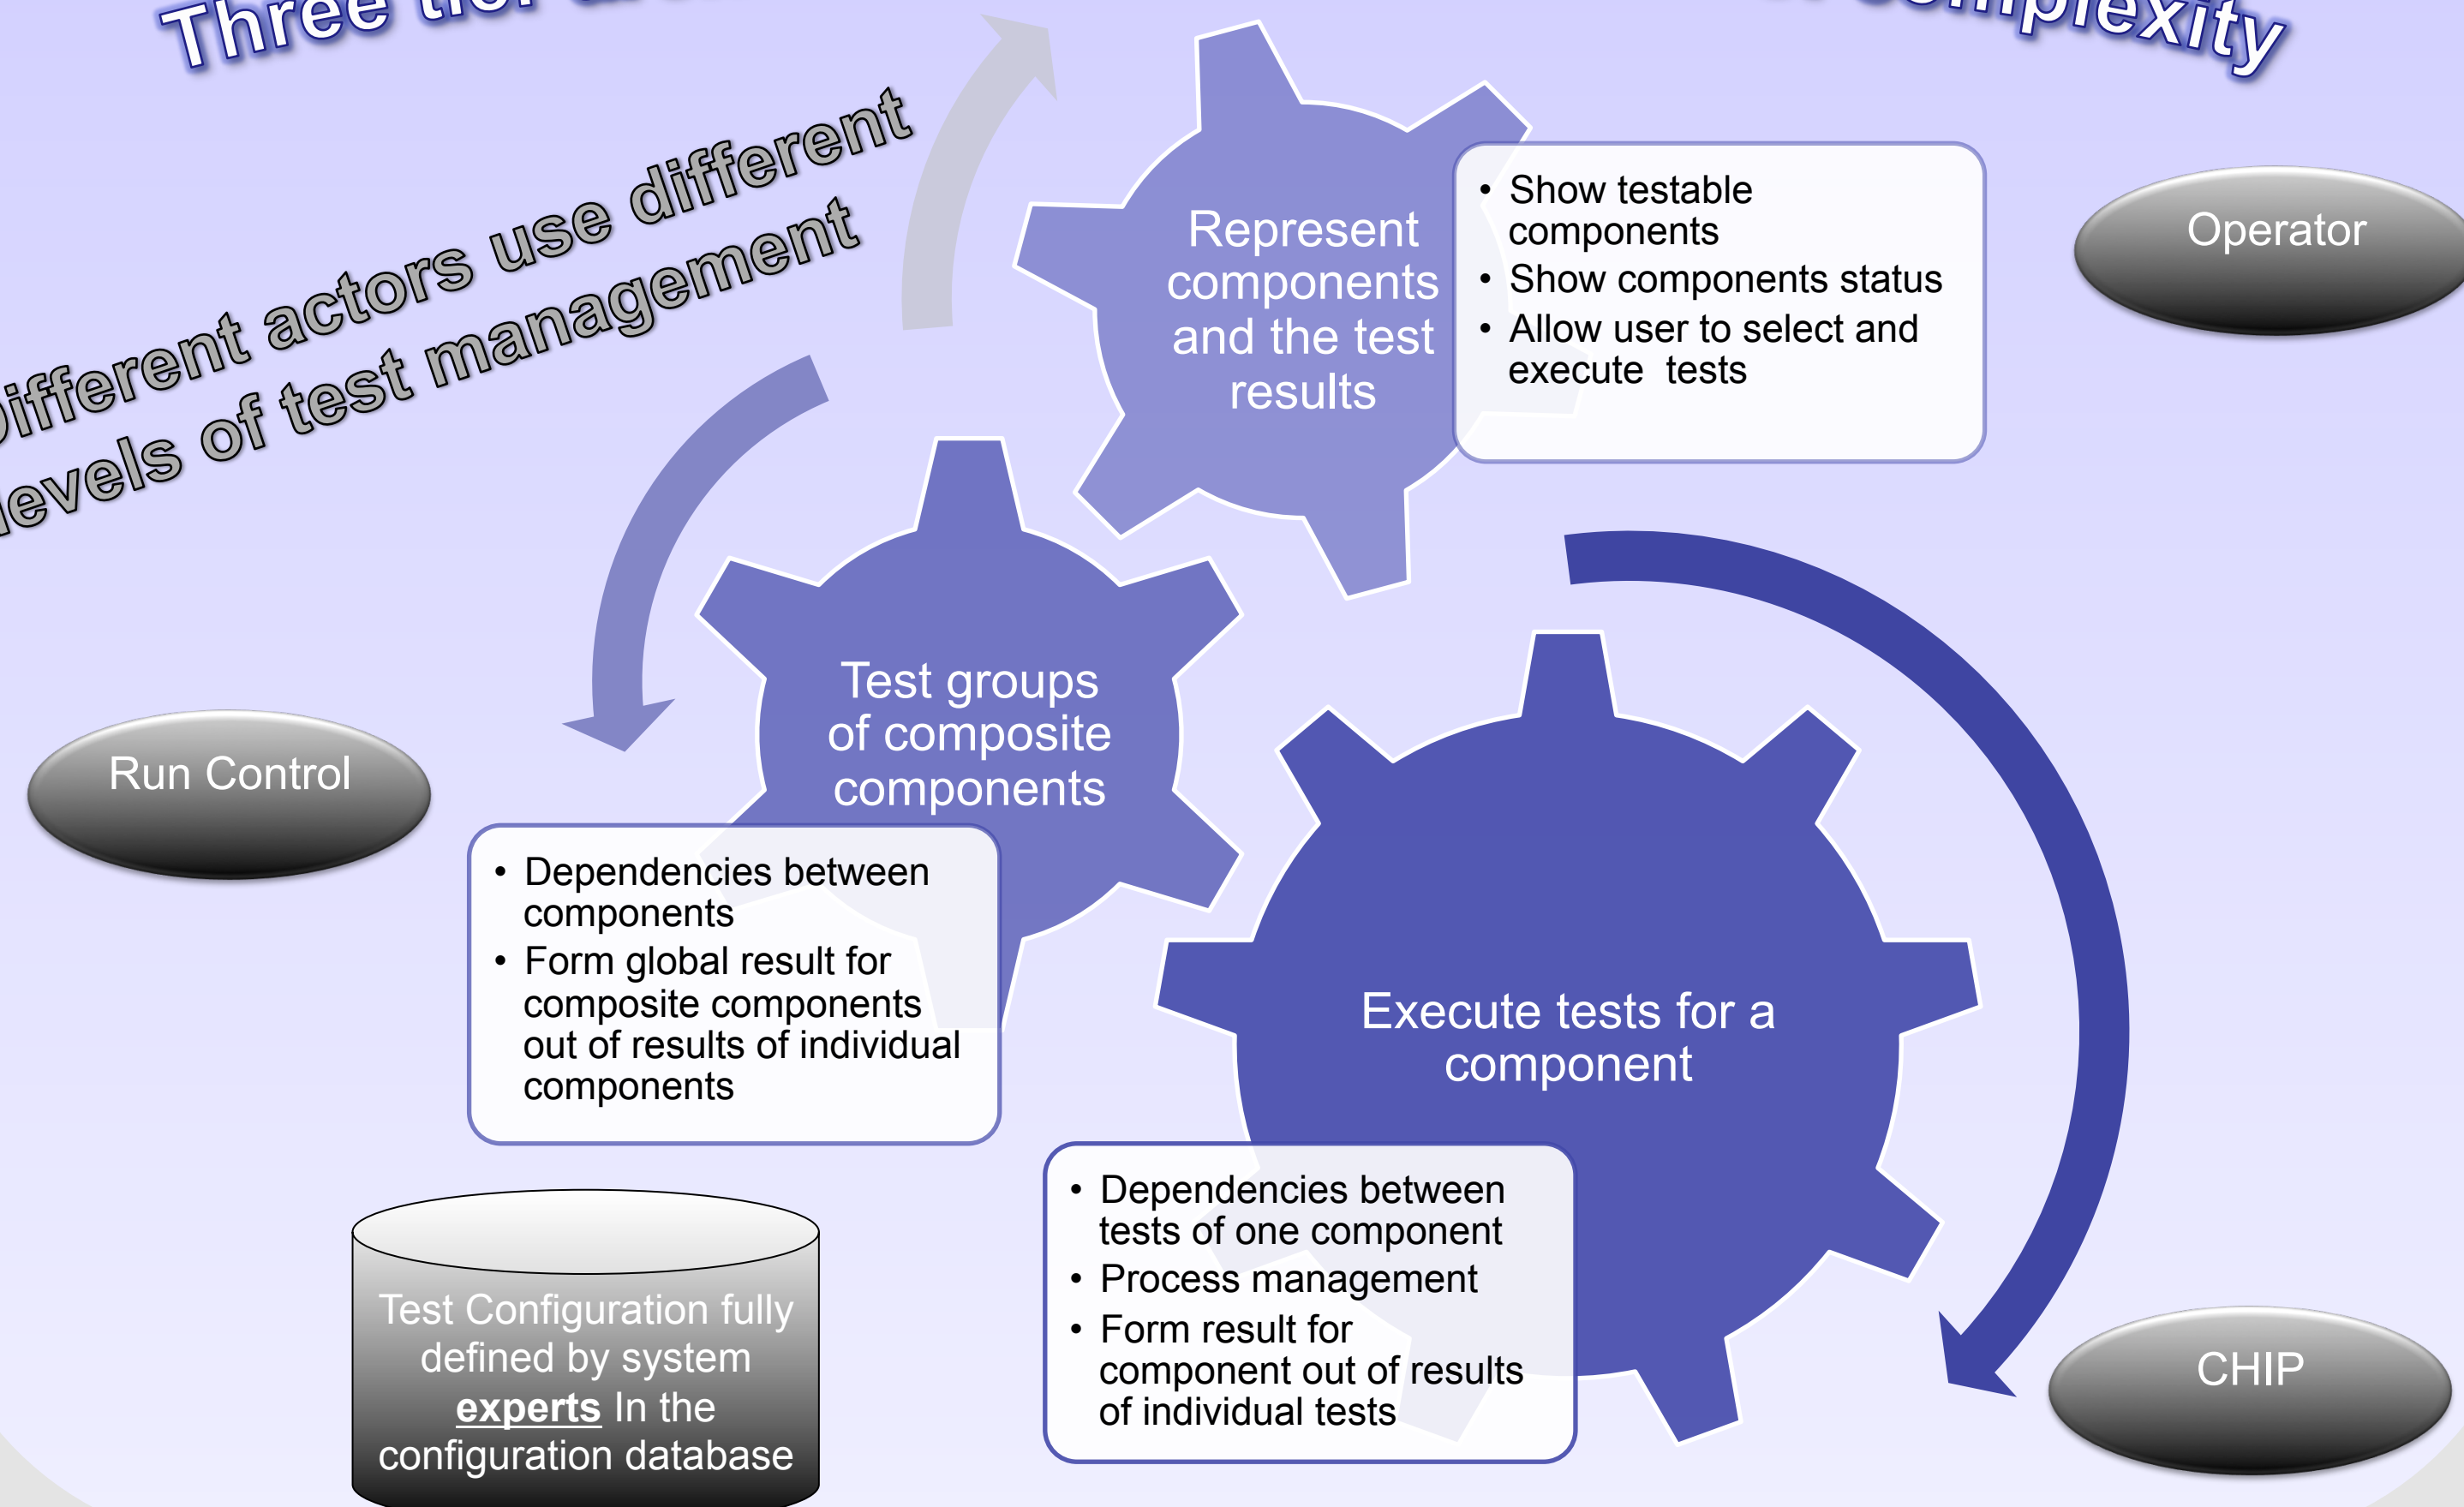 Three tier
complexity
Different actors use different
levels of test management
Represent
components
and the test
results
• Show testable
components
• Show components status
• Allow user to select and
execute tests
Operator
Test groups
of composite
components
Run Control
• Dependencies between
components
• Form global result for
composite components
out of results of individual
components
Execute tests for a
component
• Dependencies between
tests of one component
• Process management
• Form result for
component out of results
of individual tests
Test Configuration fully
defined by system
experts In the
configuration database
CHIP